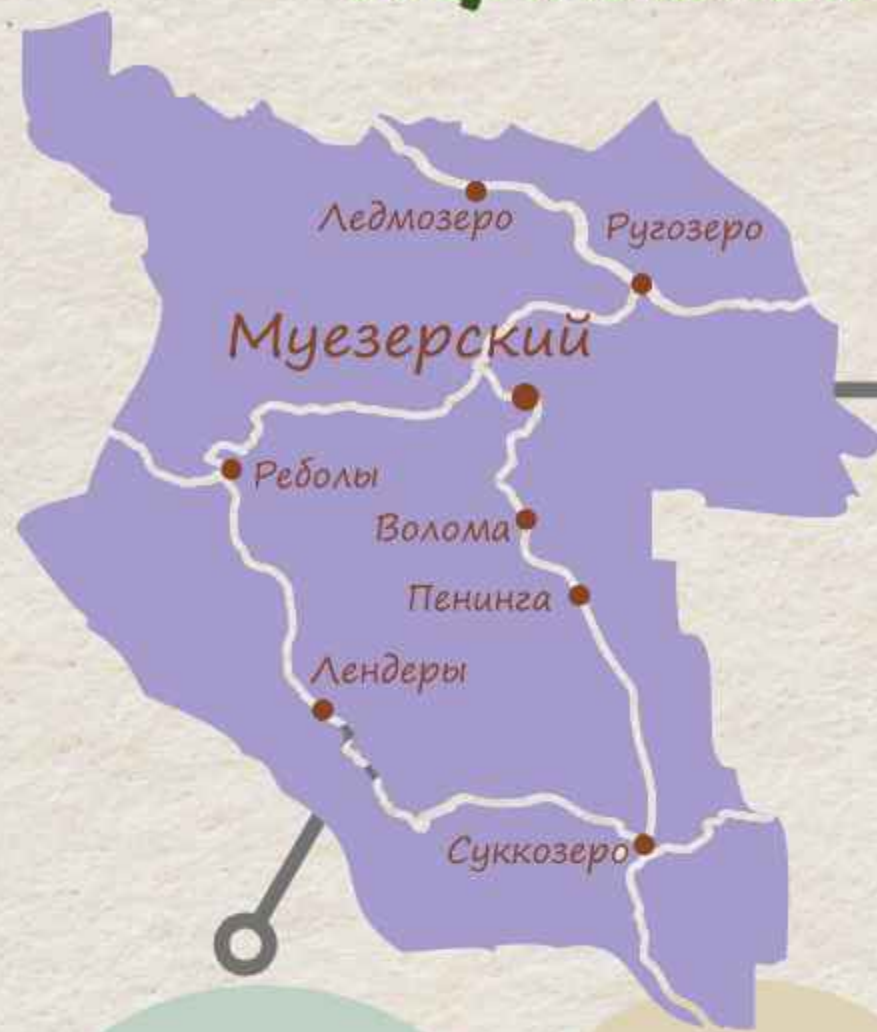 Ледмозеро
Ругозеро
Муезерский
Реболы
Волома
Пенинга
Лендеры
Суккозеро